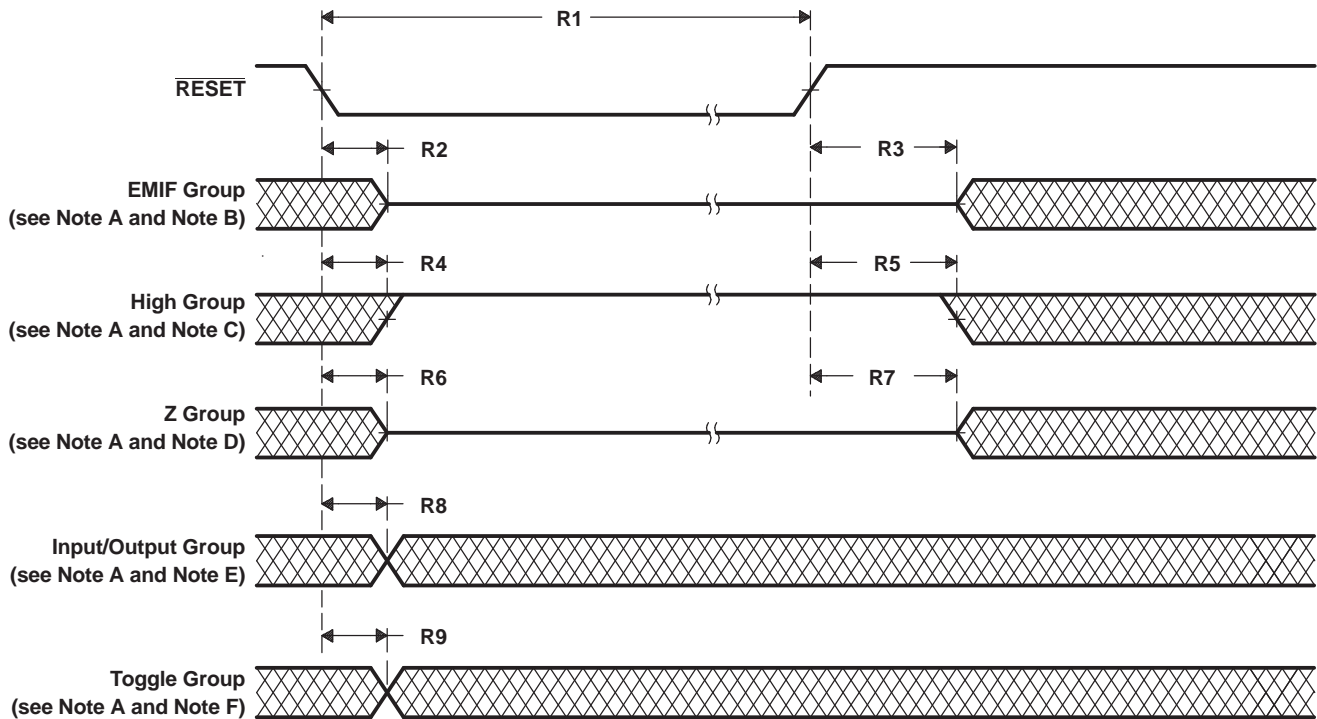 R1
RESET
R2
R3
EMIF Group
(see Note A and Note B)
R4
R5
High Group
(see Note A and Note C)
R6
R7
Z Group
(see Note A and Note D)
R8
Input/Output Group
(see Note A and Note E)
R9
Toggle Group
(see Note A and Note F)